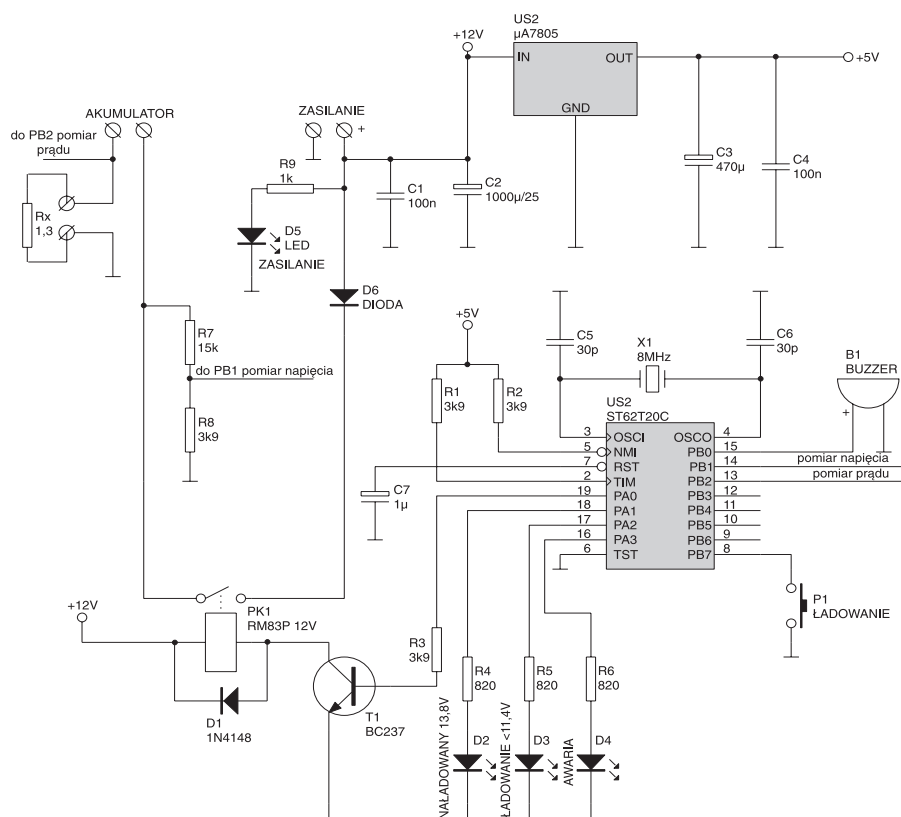 US2
µA7805
+12V
IN
OUT
GND
+5V
AKUMULATOR
ZASILANIE
+
do PB2 pomiar
prądu
R9
1k
C1
100n
C2
1000µ/25
C3
470µ
C4
100n
Rx
1,3
D5
LED
ZASILANIE
D6
DIODA
R7
15k
do PB1 pomiar napięcia
R8
3k9
+5V
R1
3k9
R2
3k9
C5
30p
X1
8MHz
C6
30p
B1
BUZZER
+
US2
ST62T20C
3 OSCI
OSCO 4
5 NMI
PB0 15
7 RST
PB1 14
2 TIM
PB2 13
19 PA0
PB3 12
18 PA1
PB4 11
17 PA2
PB5 10
16 PA3
PB6 9
6 TST
PB7 8
pomiar napięcia
pomiar prądu
C7
1µ
P1
ŁADOWANIE
+12V
PK1
RM83P 12V
D1
1N4148
T1
BC237
R3
3k9
R4
820
R5
820
R6
820
NAŁADOWANY 13,8V
D2
ŁADOWANIE <11,4V
D3
AWARIA
D4